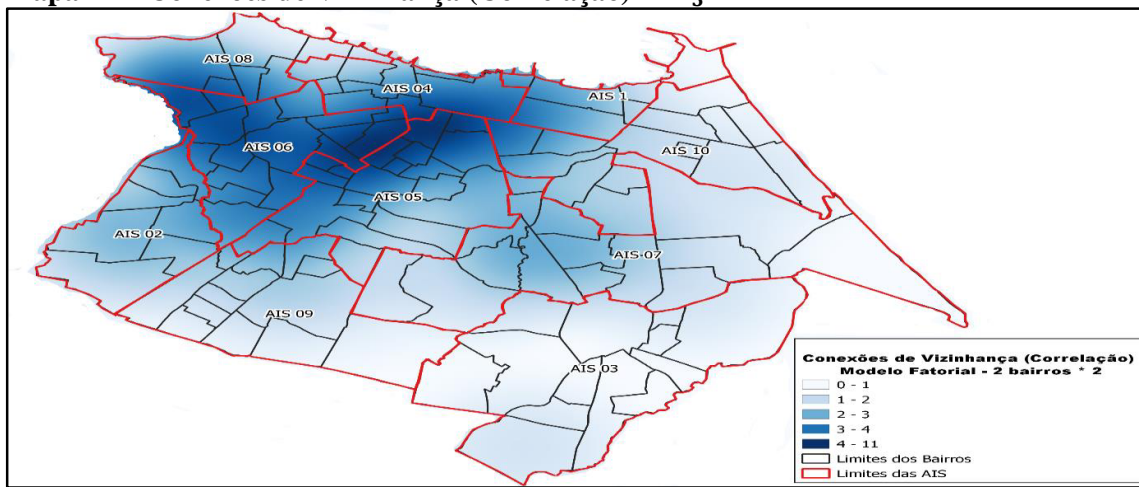 AIS 08
AIS 04
AIS 1
AIS 06
AIS 10
AIS 05
AIS 02
AIS 07
AIS 09
AIS 03
Conexões de Vizinhança (Correlação)
Modelo Fatorial - 2 bairros * 2
0 - 1
1 - 2
2 - 3
3 - 4
4 - 11
Limites dos Bairros
Limites das AIS